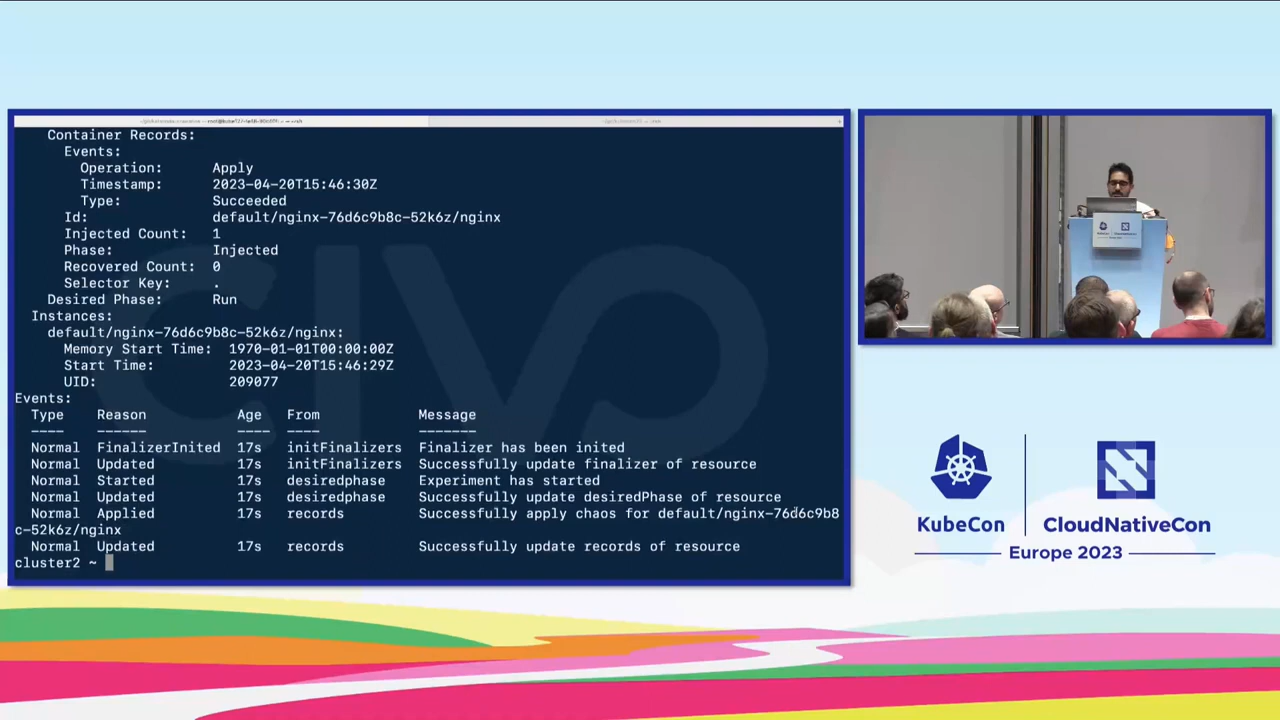 Container Records:
Events:
Operation: Apply
Timestamp: 2023-04-20T15:46:30Z
Type: Succeeded
Id: default/nginx-76d6c9b8c-52k6z/nginx
Injected Count: 1
Phase: Injected
Recovered Count: 0
Selector Key: .
Desired Phase: Run
Instances:
default/nginx-76d6c9b8c-52k6z/nginx:
Memory Start Time: 1970-01-01T00:00:00Z
Start Time: 2023-04-20T15:46:29Z
UID: 209077
Events:
Type Reason Age From Message
---- ------ ---- ---- -------
Normal FinalizerInited 17s initFinalizers Finalizer has been inited
Normal Updated 17s initFinalizers Successfully update finalizer of resource
Normal Started 17s desiredphase Experiment has started
Normal Updated 17s desiredphase Successfully update desiredPhase of resource
Normal Applied 17s records Successfully apply chaos for default/nginx-76d6c9b8
c-52k6z/nginx
Normal Updated 17s records Successfully update records of resource
cluster2 ~
CIVO
KubeCon
CloudNativeCon
Europe 2023